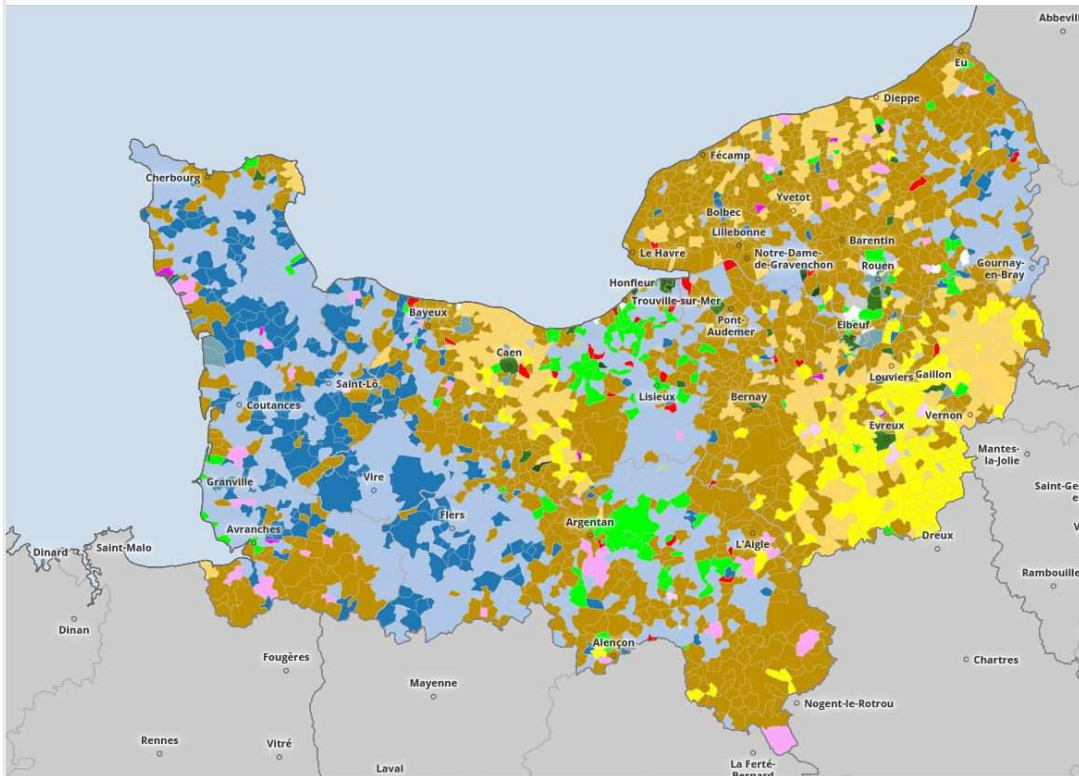 Abbevill
Eu
Dieppe
Fécamp
Cherbourg
Yvetot
Bolbec
Lillebonne
Barentin
Le Havre
Notre-Dame-
de-Gravenchon
Rouen
Gournay-
en-Bray
Honfleur
Trouville-sur-Mer
Bayeux
Pont-
Audemer
Elbeuf
Caen
Louviers
Gaillon
Saint-Lô
Lisieux
Bernay
Coutances
Vernon
Evreux
Mantes-
la-Jolie
Vire
Granville
Saint-Ge
e
Flers
Argentan
Avranches
V
Dreux
L'Aigle
Dinard
Saint-Malo
Rambouille
Dinan
Alençon
Fougères
Chartres
Mayenne
Nogent-le-Rotrou
Rennes
Vitré
Laval
La Ferté-
Bernard